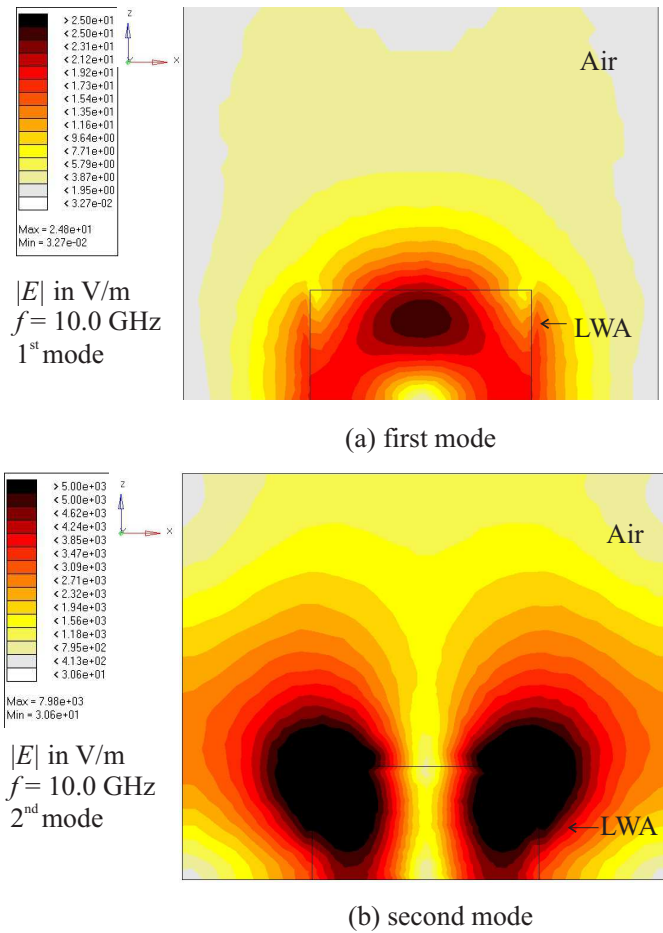 > 2.50e+01
< 2.50e+01
< 2.31e+01
< 2.12e+01
< 1.92e+01
< 1.73e+01
< 1.54e+01
< 1.35e+01
< 1.16e+01
< 9.64e+00
< 7.71e+00
< 5.79e+00
< 3.87e+00
< 1.95e+00
< 3.27e-02
Max = 2.48e+01
Min = 3.27e-02
z
x
Air
|E| in V/m
f = 10.0 GHz
1st mode
LWA
(a) first mode
> 5.00e+03
< 5.00e+03
< 4.62e+03
< 4.24e+03
< 3.85e+03
< 3.47e+03
< 3.09e+03
< 2.71e+03
< 2.32e+03
< 1.94e+03
< 1.56e+03
< 1.18e+03
< 7.95e+02
< 4.13e+02
< 3.06e+01
Max = 7.98e+03
Min = 3.06e+01
z
x
Air
|E| in V/m
f = 10.0 GHz
2nd mode
LWA
(b) second mode